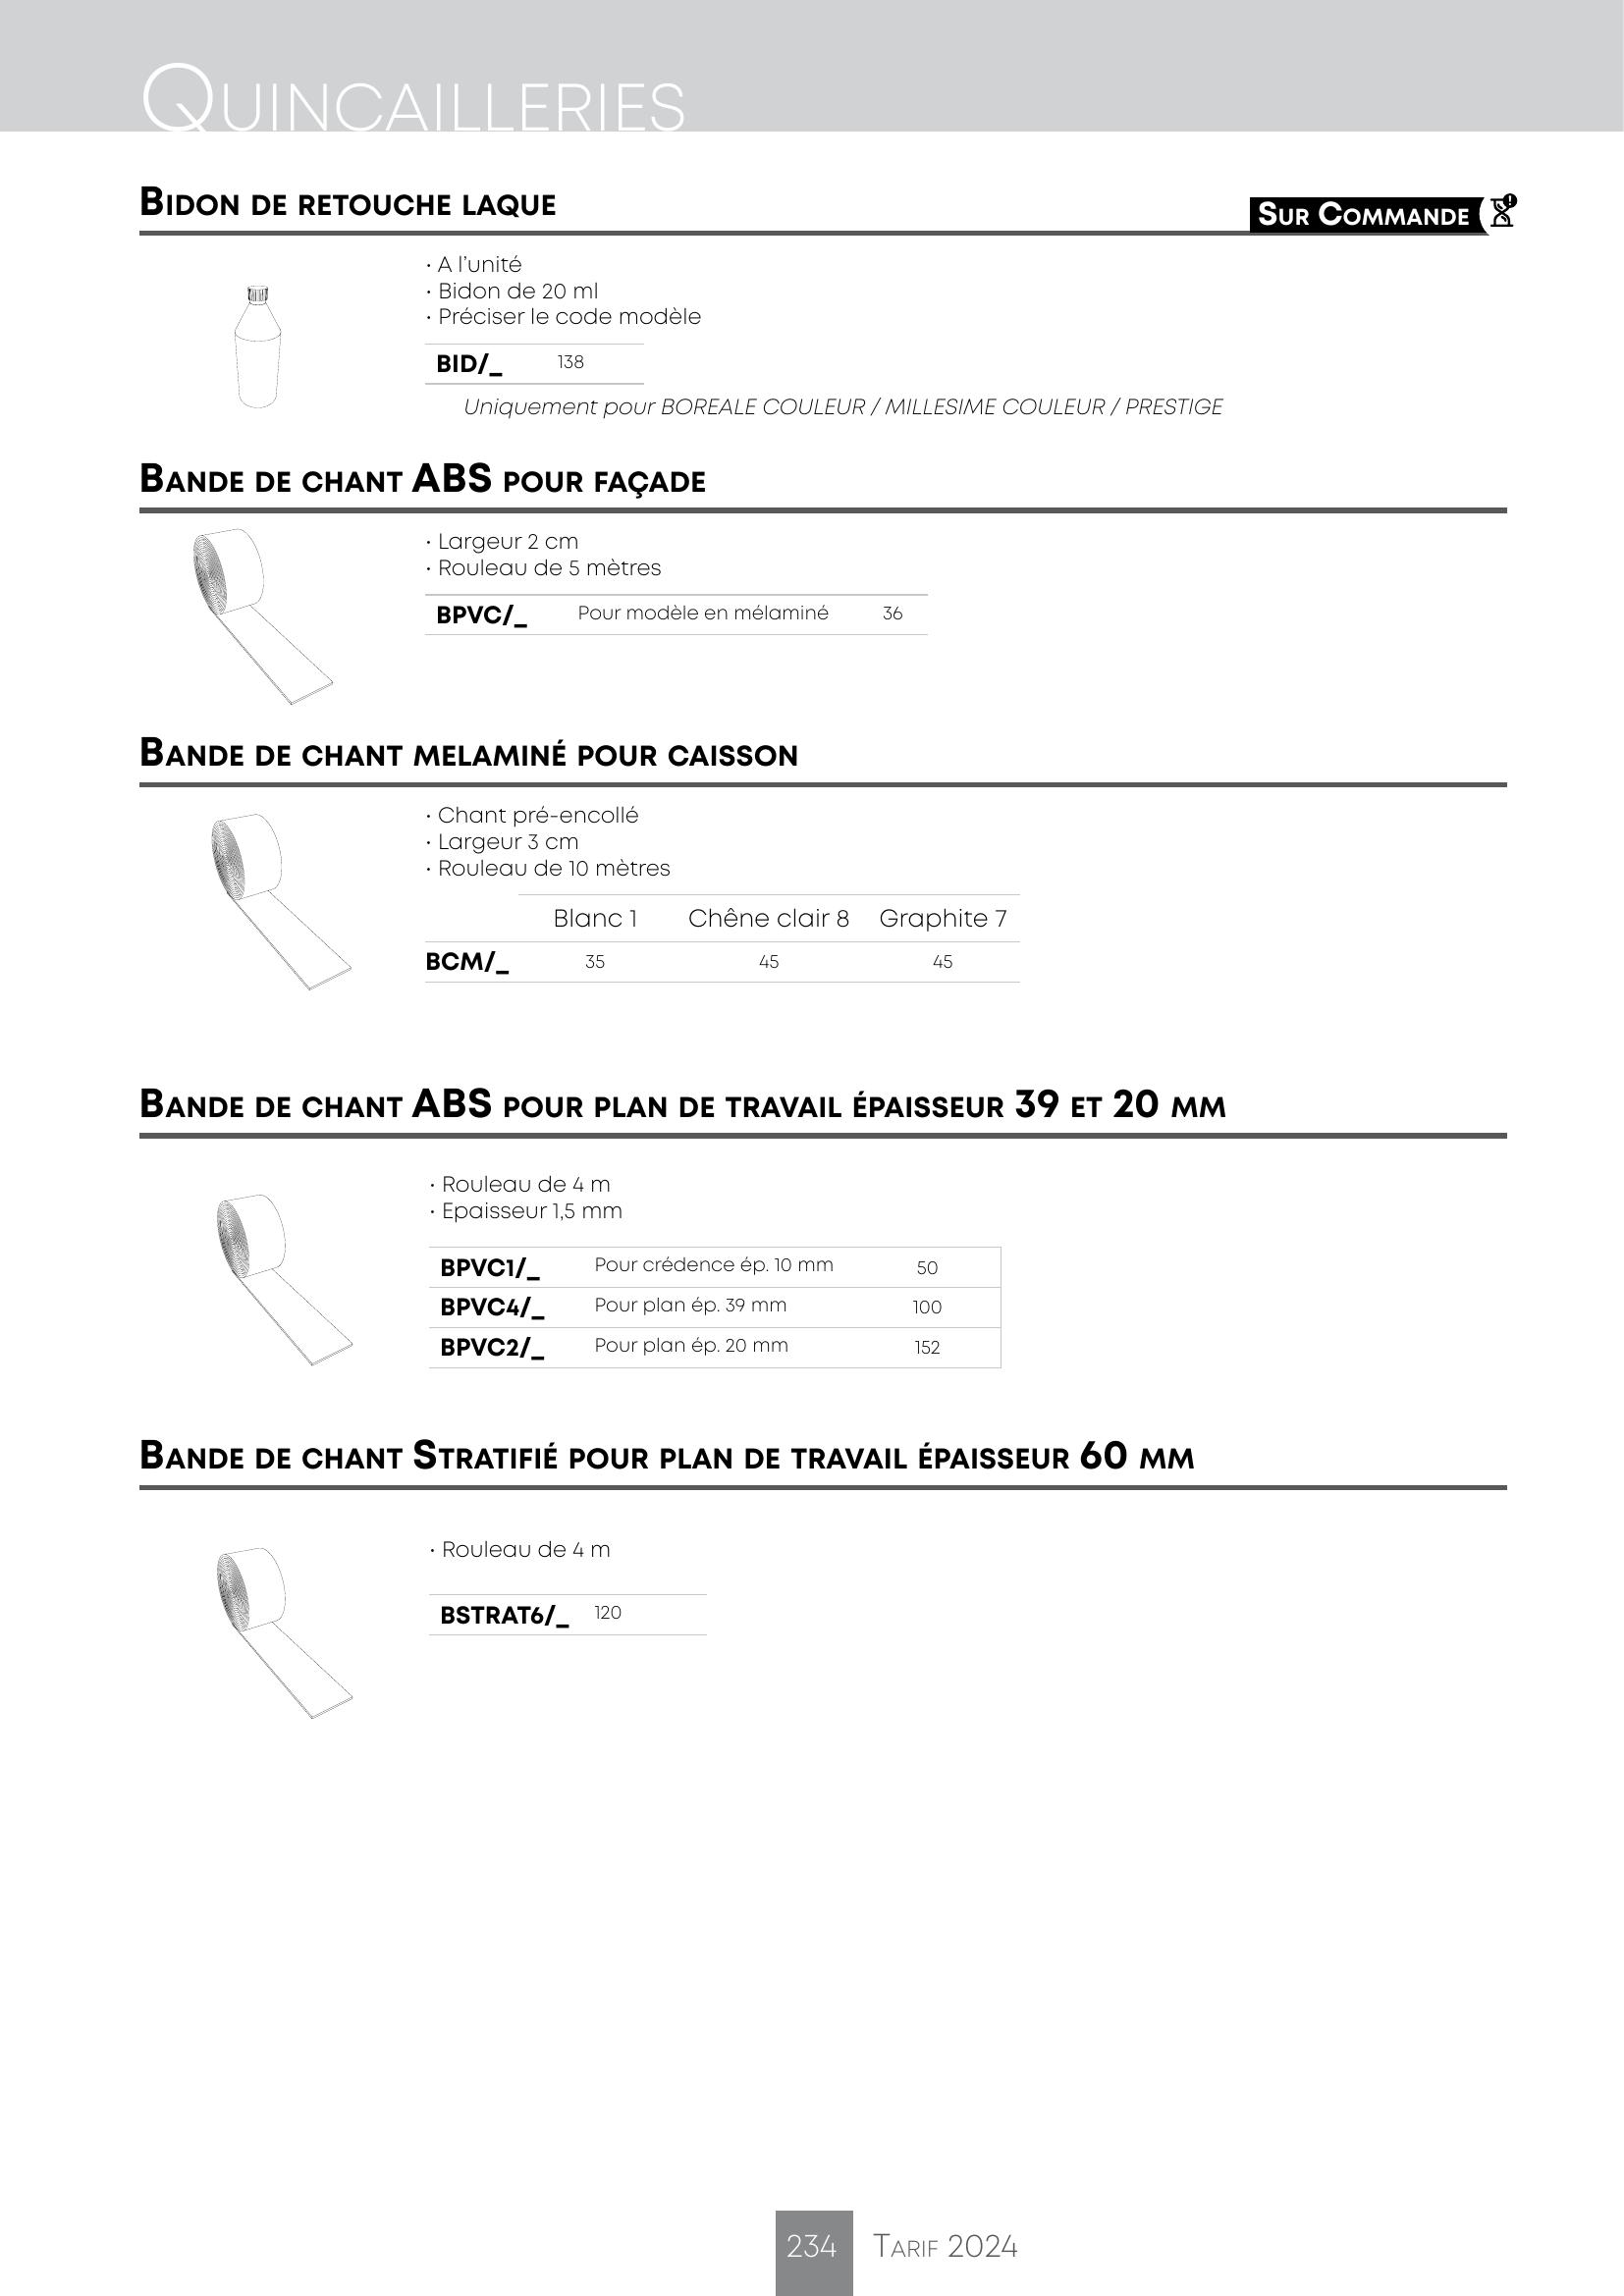 Quincailleries
Bidon de retouche laque
Sur Commande
· A l'unité
· Bidon de 20 ml
· Préciser le code modèle
BID/_ 138
Uniquement pour BOREALE COULEUR / MILLESIME COULEUR / PRESTIGE
Bande de chant ABS pour façade
· Largeur 2 cm
· Rouleau de 5 mètres
BPVC/_ Pour modèle en mélaminé 36
Bande de chant melaminé pour caisson
· Chant pré-encollé
· Largeur 3 cm
· Rouleau de 10 mètres
Blanc 1 Chêne clair 8 Graphite 7
BCM/_ 35 45 45
Bande de chant ABS pour plan de travail épaisseur 39 et 20 mm
· Rouleau de 4 m
· Epaisseur 1,5 mm
BPVC1/_ Pour crédence ép. 10 mm 50
BPVC4/_ Pour plan ép. 39 mm 100
BPVC2/_ Pour plan ép. 20 mm 152
Bande de chant Stratifié pour plan de travail épaisseur 60 mm
· Rouleau de 4 m
BSTRAT6/_ 120
234 Tarif 2024